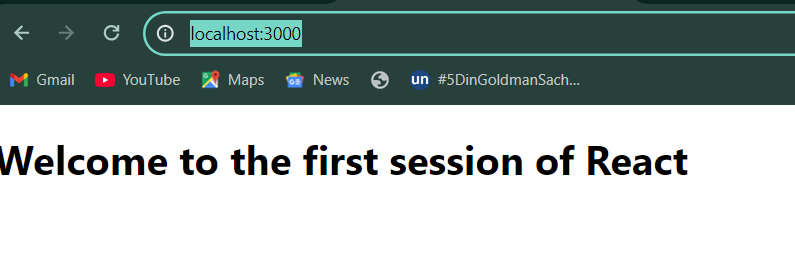 localhost:3000
Gmail YouTube Maps News un #5DinGoldmanSach...
Welcome to the first session of React